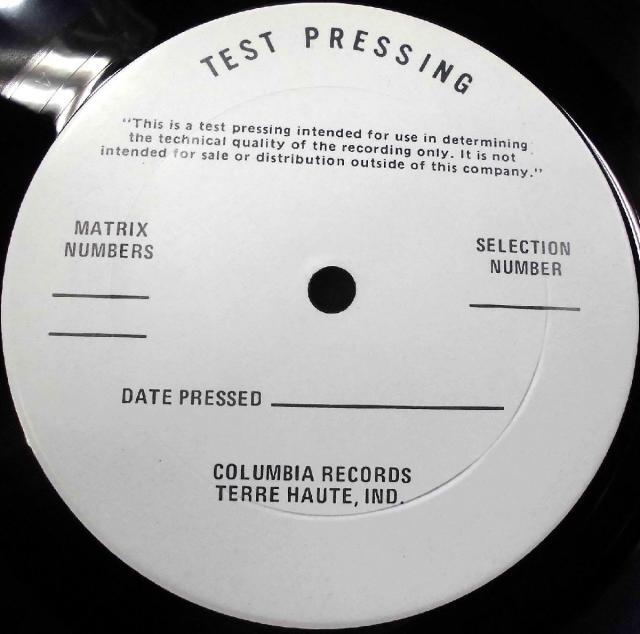 TEST PRESSING
"This is a test pressing intended for use in determining
the technical quality of the recording only. It is not
intended for sale or distribution outside of this company."
MATRIX
NUMBERS
SELECTION
NUMBER
DATE PRESSED
COLUMBIA RECORDS
TERRE HAUTE, IND.